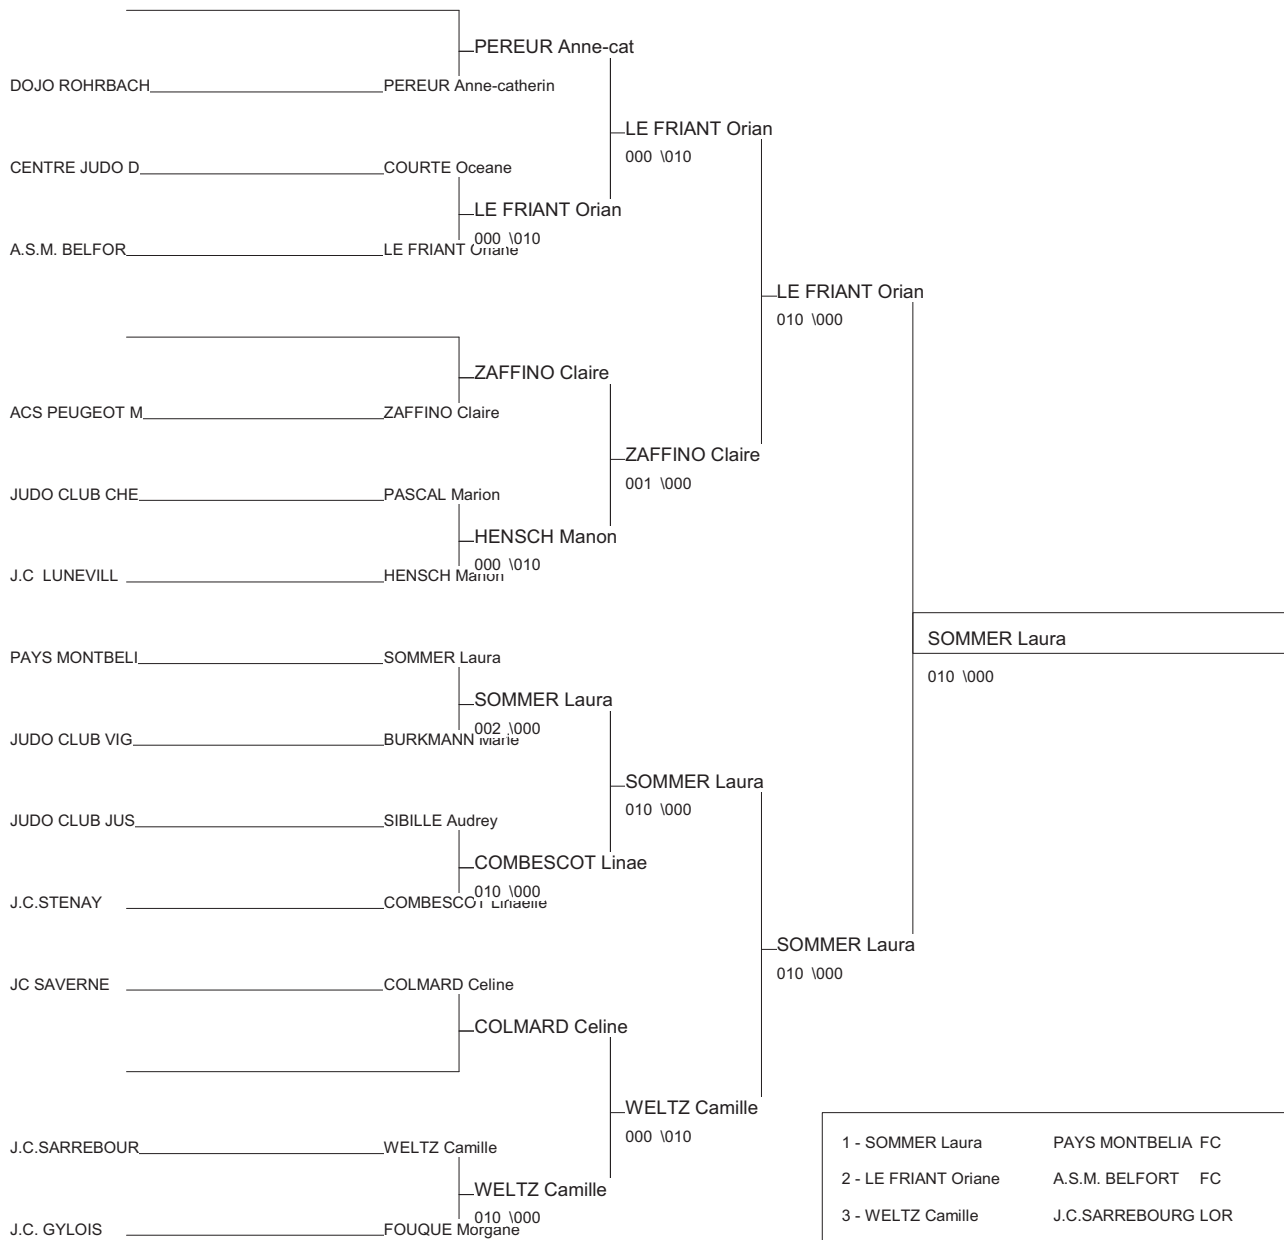 PEREUR Anne-cat
DOJO ROHRBACH PEREUR Anne-catherin
LE FRIANT Orian
000 \010
CENTRE JUDO D COURTE Oceane
LE FRIANT Orian
000 \010
A.S.M. BELFOR LE FRIANT Oriane
LE FRIANT Orian
010 \000
ZAFFINO Claire
ACS PEUGEOT M ZAFFINO Claire
ZAFFINO Claire
001 \000
JUDO CLUB CHE PASCAL Marion
HENSCH Manon
000 \010
J.C LUNEVILL HENSCH Manon
SOMMER Laura
010 \000
PAYS MONTBELI SOMMER Laura
SOMMER Laura
002 \000
JUDO CLUB VIG BURKMANN Marie
SOMMER Laura
010 \000
JUDO CLUB JUS SIBILLE Audrey
COMBESCOT Linae
010 \000
J.C.STENAY COMBESCOT Linaelle
SOMMER Laura
010 \000
JC SAVERNE COLMARD Celine
COLMARD Celine
WELTZ Camille
000 \010
J.C.SARREBOUR WELTZ Camille
WELTZ Camille
010 \000
J.C. GYLOIS FOUQUE Morgane
1 - SOMMER Laura PAYS MONTBELIA FC
2 - LE FRIANT Oriane A.S.M. BELFORT FC
3 - WELTZ Camille J.C.SARREBOURG LOR